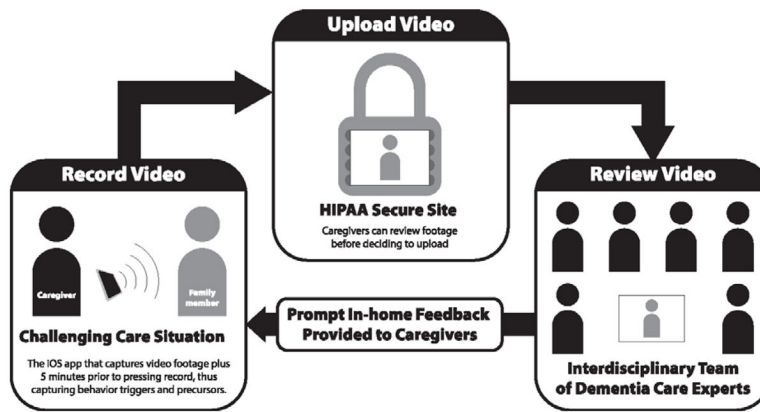 Upload Video
HIPAA Secure Site
Caregivers can review footage
before deciding to upload
Record Video
Caregiver
Family
member
Challenging Care Situation
The iOS app that captures video footage plus
5 minutes prior to pressing record, thus
capturing behavior triggers and precursors.
Review Video
Interdisciplinary Team
of Dementia Care Experts
Prompt In-home Feedback
Provided to Caregivers